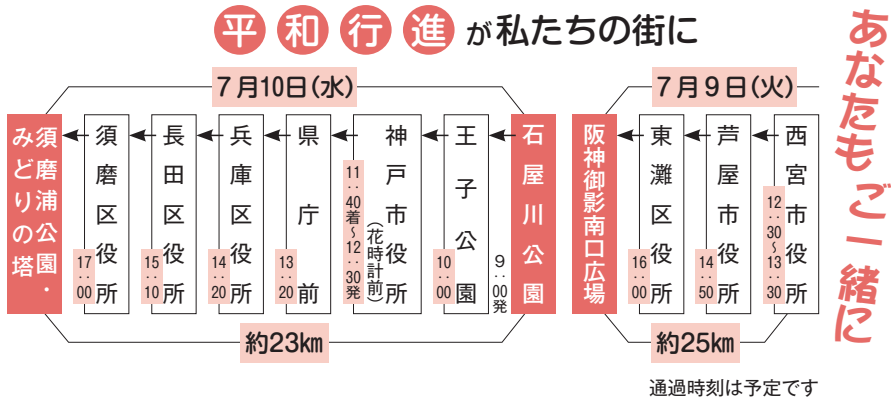 平和行進が私たちの街に
あなたもご一緒に
7月9日(火)
西宮市役所
12:30~13:30
芦屋市役所
14:50
東灘区役所
16:00
阪神御影南口広場
約25㎞
7月10日(水)
石屋川公園
9:00発
王子公園
10:00
神戸市役所
(花時計前)
11:40着~12:30発
県庁前
13:20
兵庫区役所
14:20
長田区役所
15:10
須磨区役所
17:00
須磨浦公園・
みどりの塔
約23㎞
通過時刻は予定です